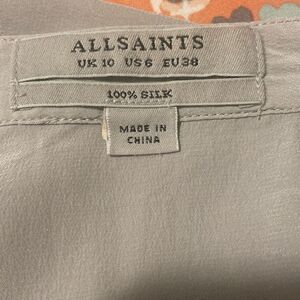 ALLSAINTS
UK 10 US 6 EU 38
100% SILK
MADE IN
CHINA